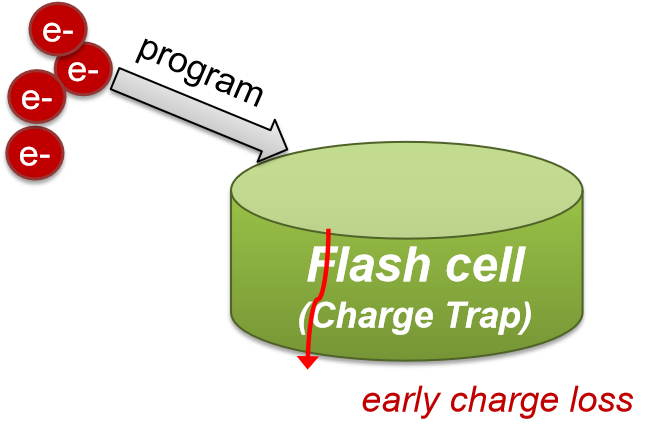 e-
e-
e-
e-
program
Flash cell
(Charge Trap)
early charge loss